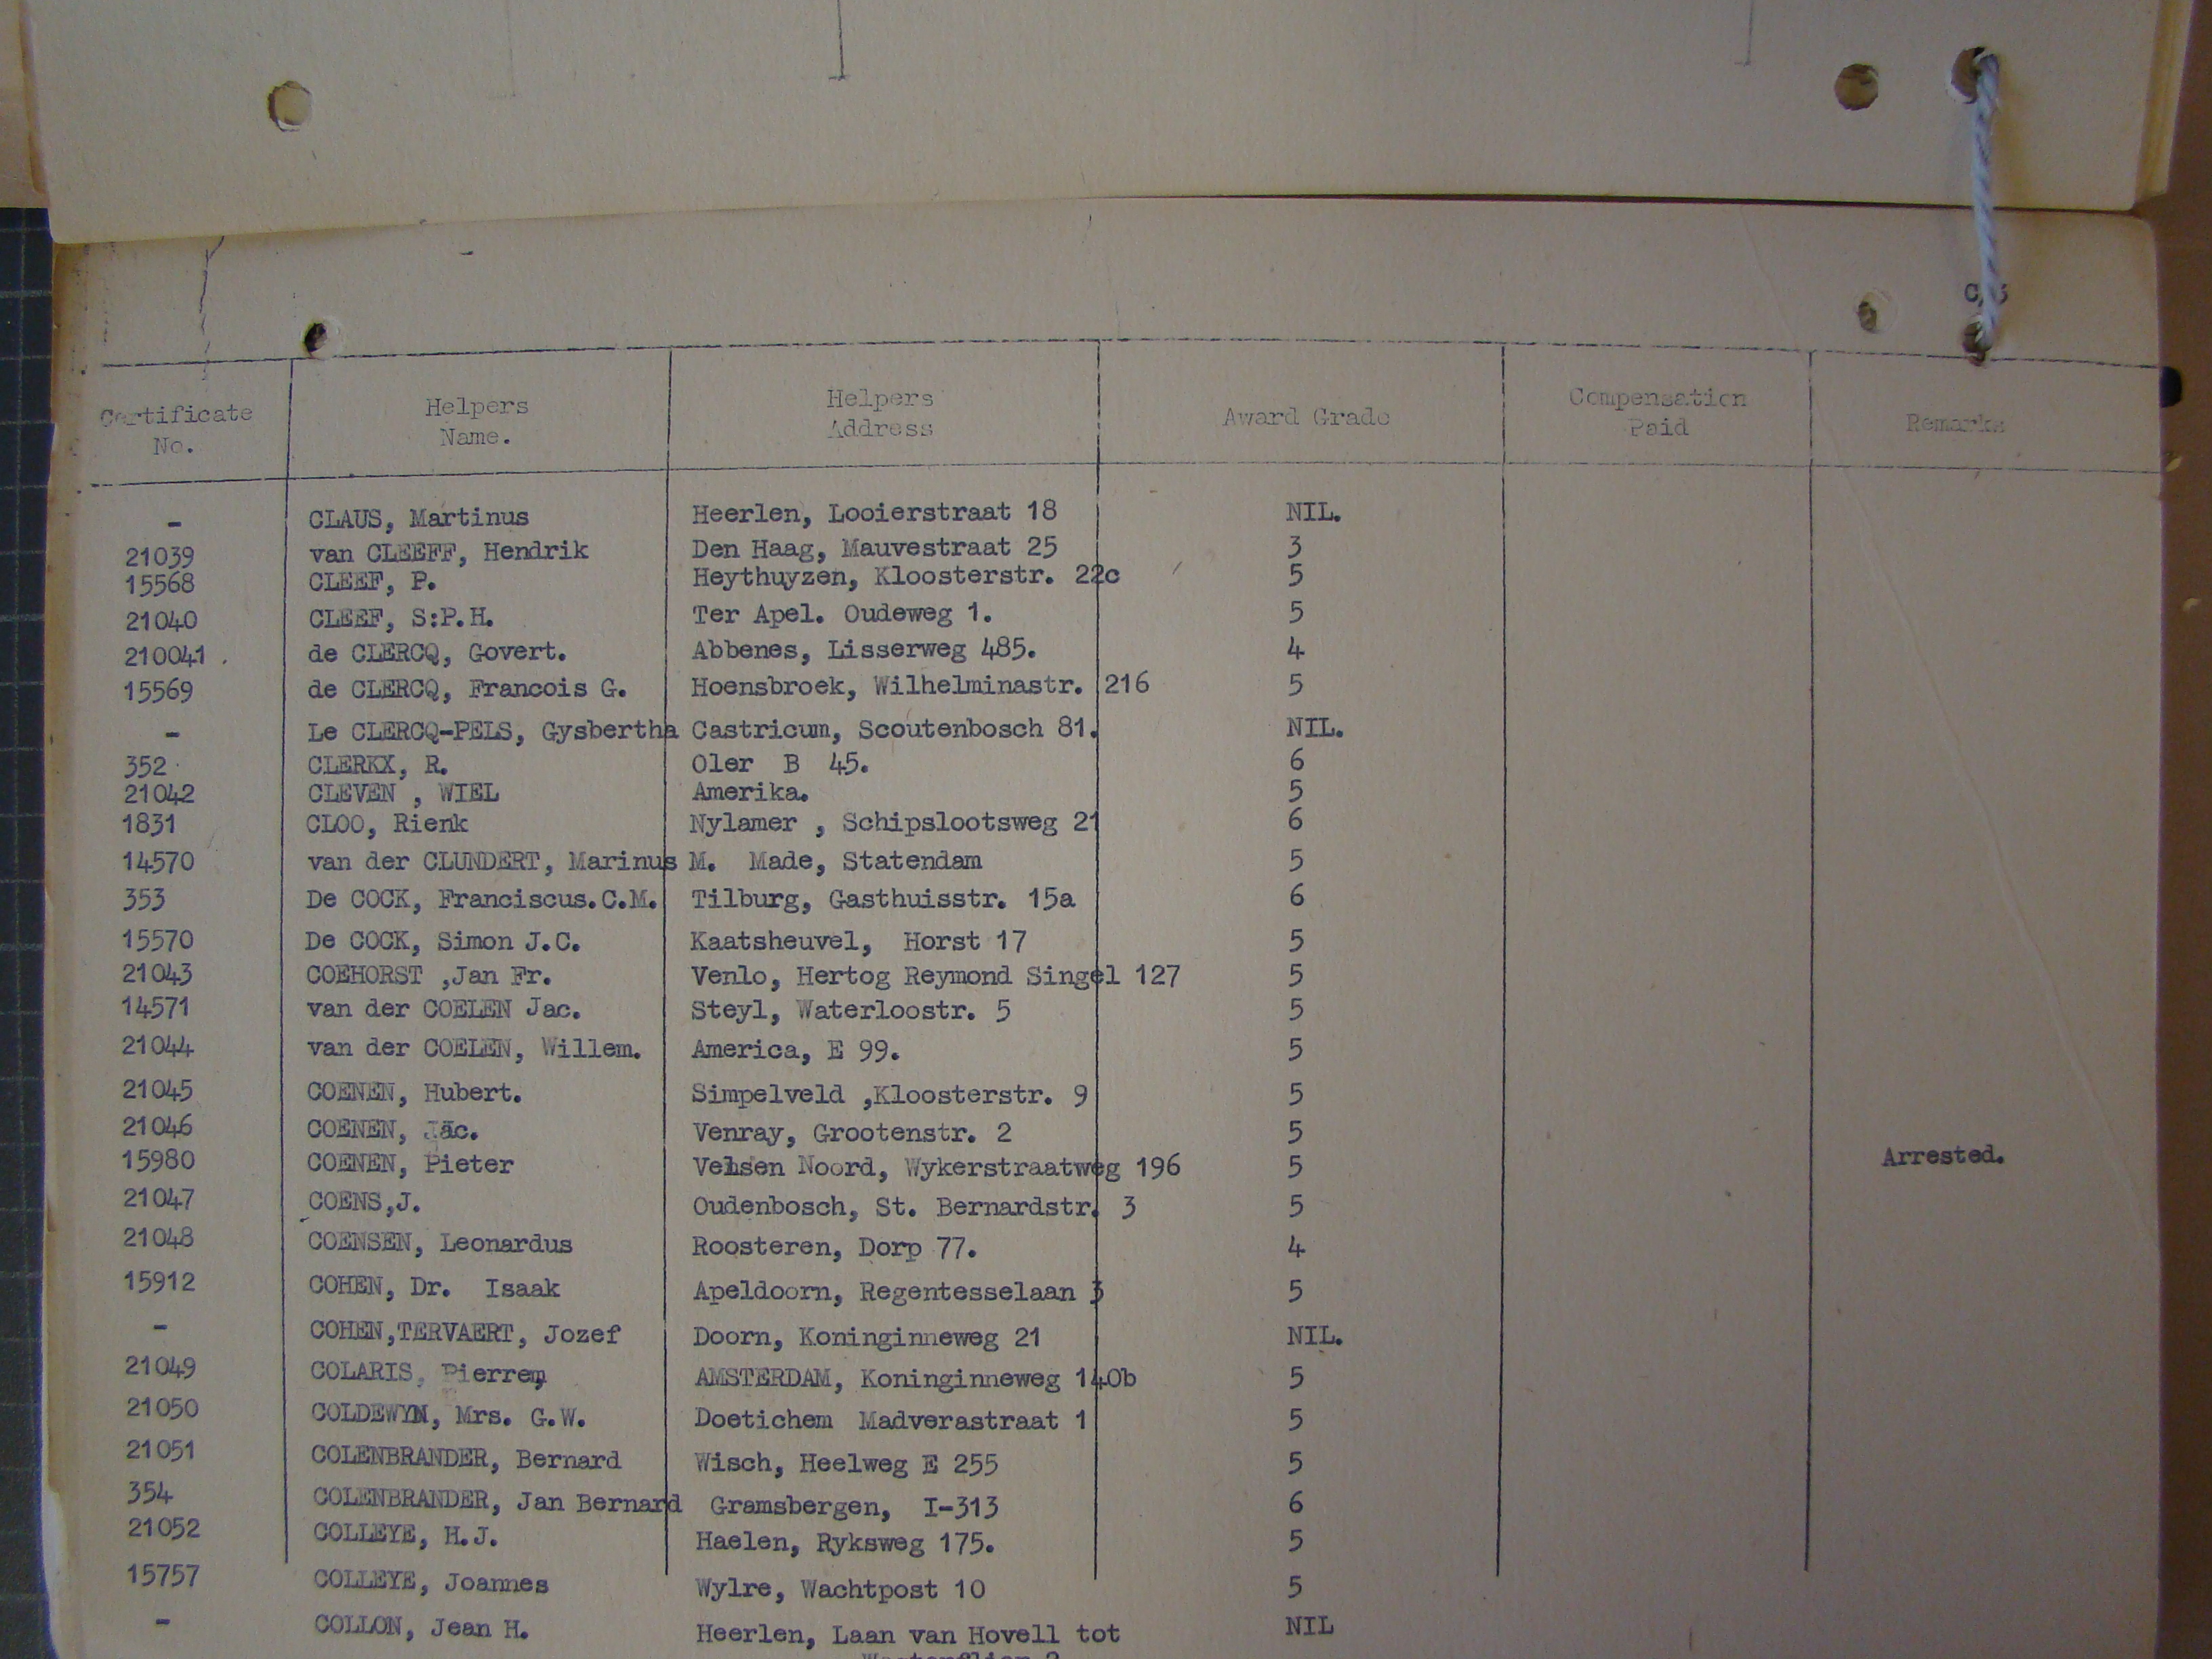 Certificate No. Helpers Name. Helpers Address Award Grade Compensation Paid Remarks
- CLAUS, Martinus Heerlen, Looierstraat 18 NIL.
21039 van CLEEFF, Hendrik Den Haag, Mauvestraat 25 3
15568 CLEEF, P. Heythuyzen, Kloosterstr. 22c 5
21040 CLEEF, S:P.H. Ter Apel. Oudeweg 1. 5
210041 . de CLERCQ, Govert. Abbenes, Lisserweg 485. 4
15569 de CLERCQ, Francois G. Hoensbroek, Wilhelminastr. 216 5
- Le CLERCQ-PELS, Gysbertha Castricum, Scoutenbosch 81. NIL.
352 CLERKX, R. Oler B 45. 6
21042 CLEVEN , WIEL Amerika. 5
1831 CLOO, Rienk Nylamer , Schipslootsweg 21 6
14570 van der CLUNDERT, Marinus M. Made, Statendam 5
353 De COCK, Franciscus.C.M. Tilburg, Gasthuisstr. 15a 6
15570 De COCK, Simon J.C. Kaatsheuvel, Horst 17 5
21043 COEHORST ,Jan Fr. Venlo, Hertog Reymond Singel 127 5
14571 van der COELEN Jac. Steyl, Waterloostr. 5 5
21044 van der COELEN, Willem. America, E 99. 5
21045 COENEN, Hubert. Simpelveld ,Kloosterstr. 9 5
21046 COENEN, Jac. Venray, Grootenstr. 2 5
15980 COENEN, Pieter Velsen Noord, Wykerstraatweg 196 5 Arrested.
21047 COENS,J. Oudenbosch, St. Bernardstr. 3 5
21048 COENSEN, Leonardus Roosteren, Dorp 77. 4
15912 COHEN, Dr. Isaak Apeldoorn, Regentesselaan 3 5
- COHEN,TERVAERT, Jozef Doorn, Koninginneweg 21 NIL.
21049 COLARIS, Pierre AMSTERDAM, Koninginneweg 140b 5
21050 COLDEWYN, Mrs. G.W. Doetichem Madverastraat 1 5
21051 COLENBRANDER, Bernard Wisch, Heelweg E 255 5
354 COLENBRANDER, Jan Bernard Gramsbergen, I-313 6
21052 COLLEYE, H.J. Haelen, Ryksweg 175. 5
15757 COLLEYE, Joannes Wylre, Wachtpost 10 5
- COLLON, Jean H. Heerlen, Laan van Hovell tot NIL